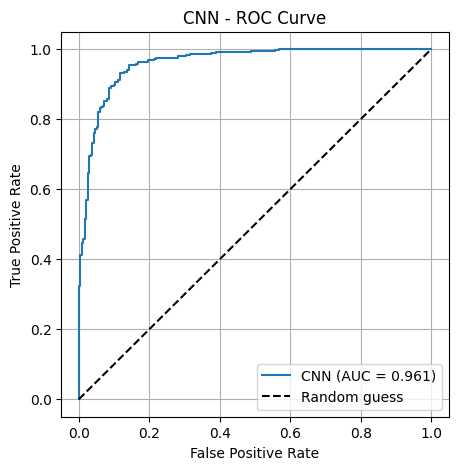 CNN - ROC Curve
True Positive Rate
1.0
0.8
0.6
0.4
0.2
0.0
CNN (AUC = 0.961)
Random guess
0.0 0.2 0.4 0.6 0.8 1.0
False Positive Rate